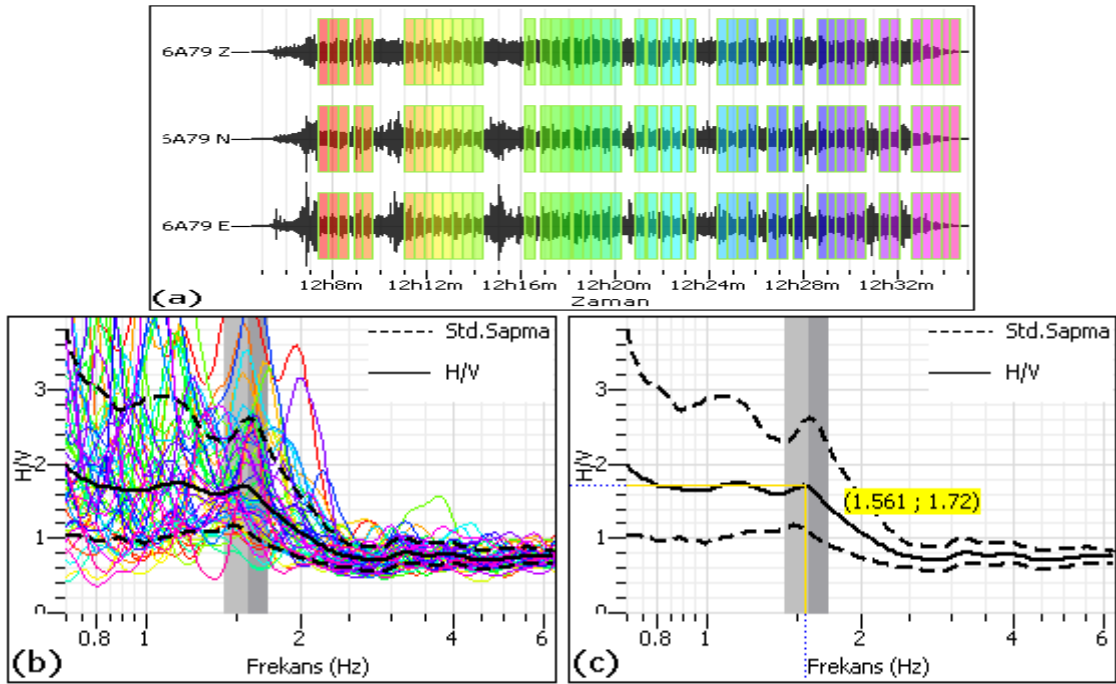 6A79 Z
6A79 N
6A79 E
12h8m 12h12m 12h16m 12h20m 12h24m 12h28m 12h32m
Zaman
(a)
Std.Sapma
H/V
3
2
1
0
H/V
0.8 1 2 4 6
Frekans (Hz)
(b)
Std.Sapma
H/V
3
2
1
0
H/V
(1.561 ; 1.72)
0.8 1 2 4 6
Frekans (Hz)
(c)